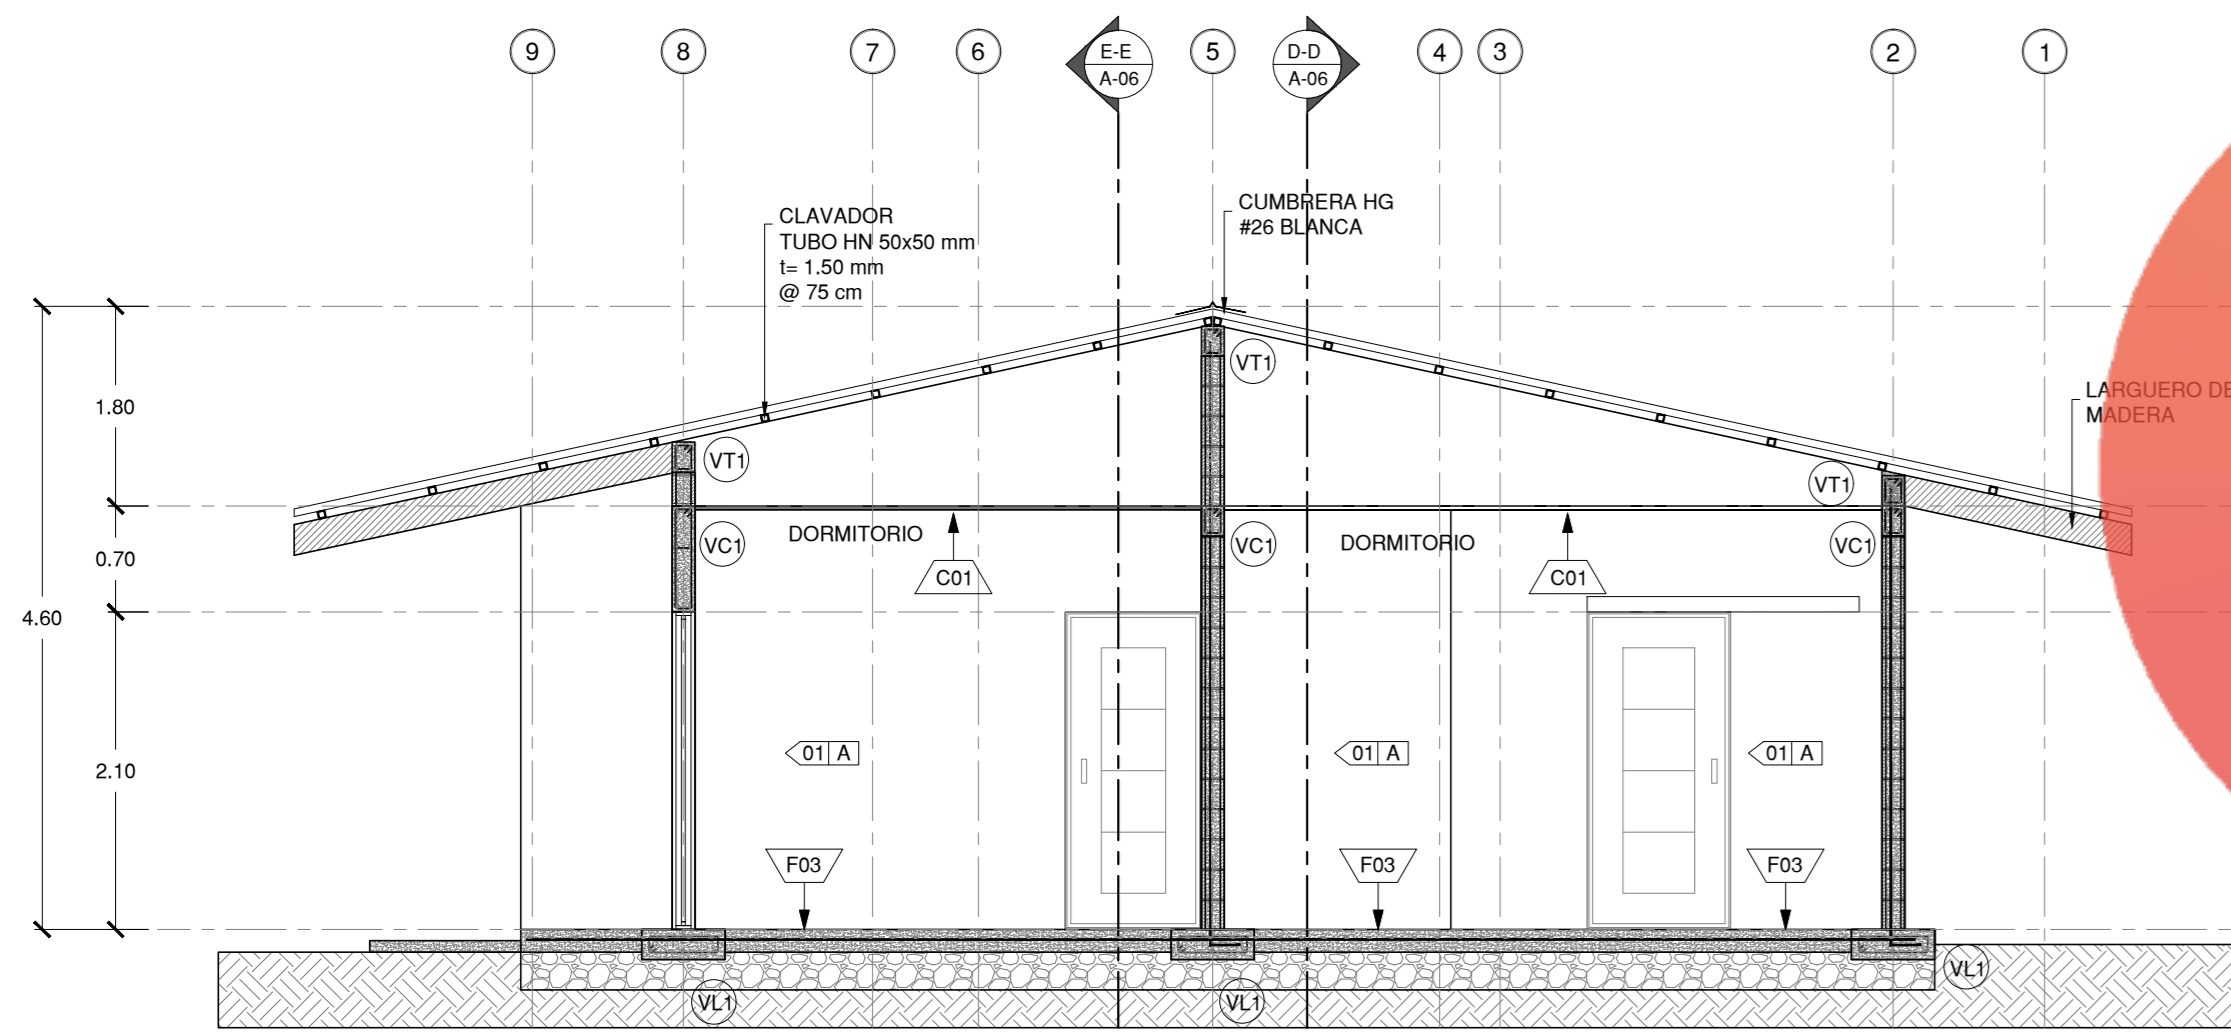 9
8
7
6
E-E
A-06
5
D-D
A-06
4
3
2
1
CLAVADOR
TUBO HN 50x50 mm
t= 1.50 mm
@ 75 cm
CUMBRERA HG
#26 BLANCA
VT1
LARGUERO DE
MADERA
1.80
VT1
VT1
DORMITORIO
DORMITORIO
VC1
VC1
VC1
0.70
C01
C01
4.60
2.10
01 A
01 A
01 A
F03
F03
F03
VL1
VL1
VL1